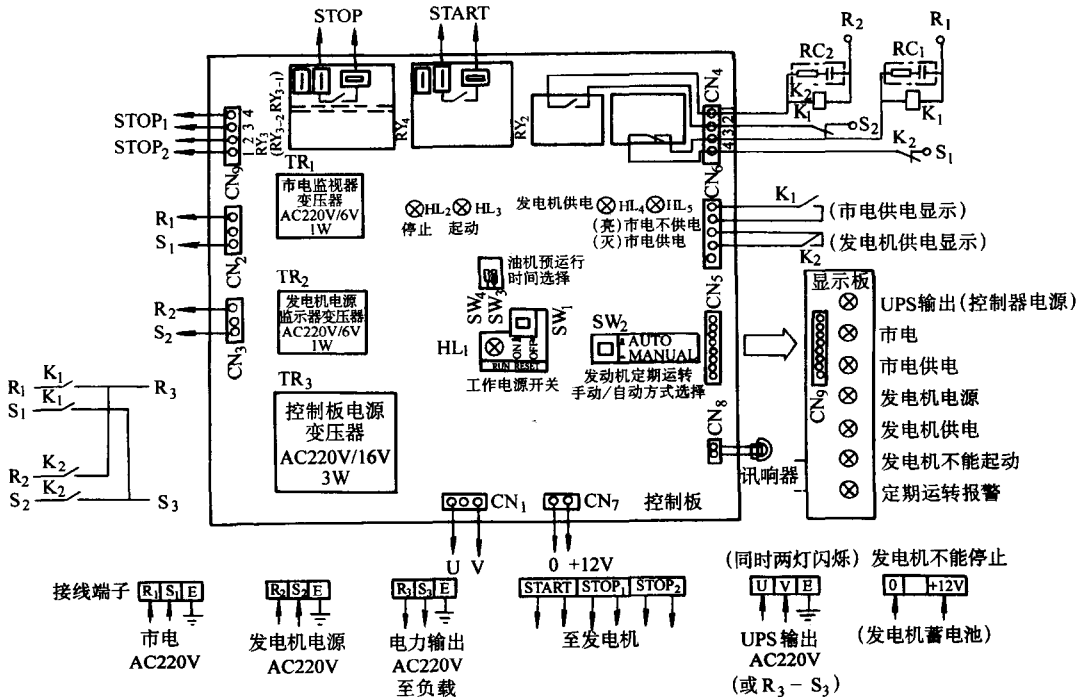 STOP
START
R₂
R₁
RC₂
RC₁
K₂
K₁
K₁
S₂
K₂
S₁
CN₄
1
2
3
4
STOP₁
STOP₂
4
3
2
1
CN₉
RY₃
(RY₃₋₂
RY₃₋₁)
RY₄
RY₂
TR₁
市电监视器
变压器
AC220V/6V
1W
HL₂
HL₃
停止
起动
发电机供电
HL₄
HL₅
(亮)市电不供电
(灭)市电供电
CN₆
K₁
(市电供电显示)
(发电机供电显示)
K₂
R₁
S₁
CN₂
R₂
S₂
CN₃
TR₂
发电机电源
监示器变压器
AC220V/6V
1W
油机预运行
时间选择
SW₄
SW₃
SW₁
HL₁
ON
OFF
RUN
RESET
工作电源开关
SW₂
AUTO
MANUAL
发动机定期运转
手动/自动方式选择
CN₅
显示板
UPS输出(控制器电源)
市电
市电供电
发电机电源
发电机供电
发电机不能起动
定期运转报警
CN₉
CN₈
讯响器
R₁
K₁
R₃
S₁
K₁
R₂
K₂
S₂
K₂
S₃
TR₃
控制板电源
变压器
AC220V/16V
3W
CN₁
CN₇
控制板
U
V
0
+12V
(同时两灯闪烁)
发电机不能停止
接线端子
R₁
S₁
E
R₂
S₂
E
R₃
S₃
E
START
STOP₁
STOP₂
U
V
E
0
+12V
市电
AC220V
发电机电源
AC220V
电力输出
AC220V
至负载
至发电机
UPS输出
AC220V
(或R₃－S₃)
(发电机蓄电池)